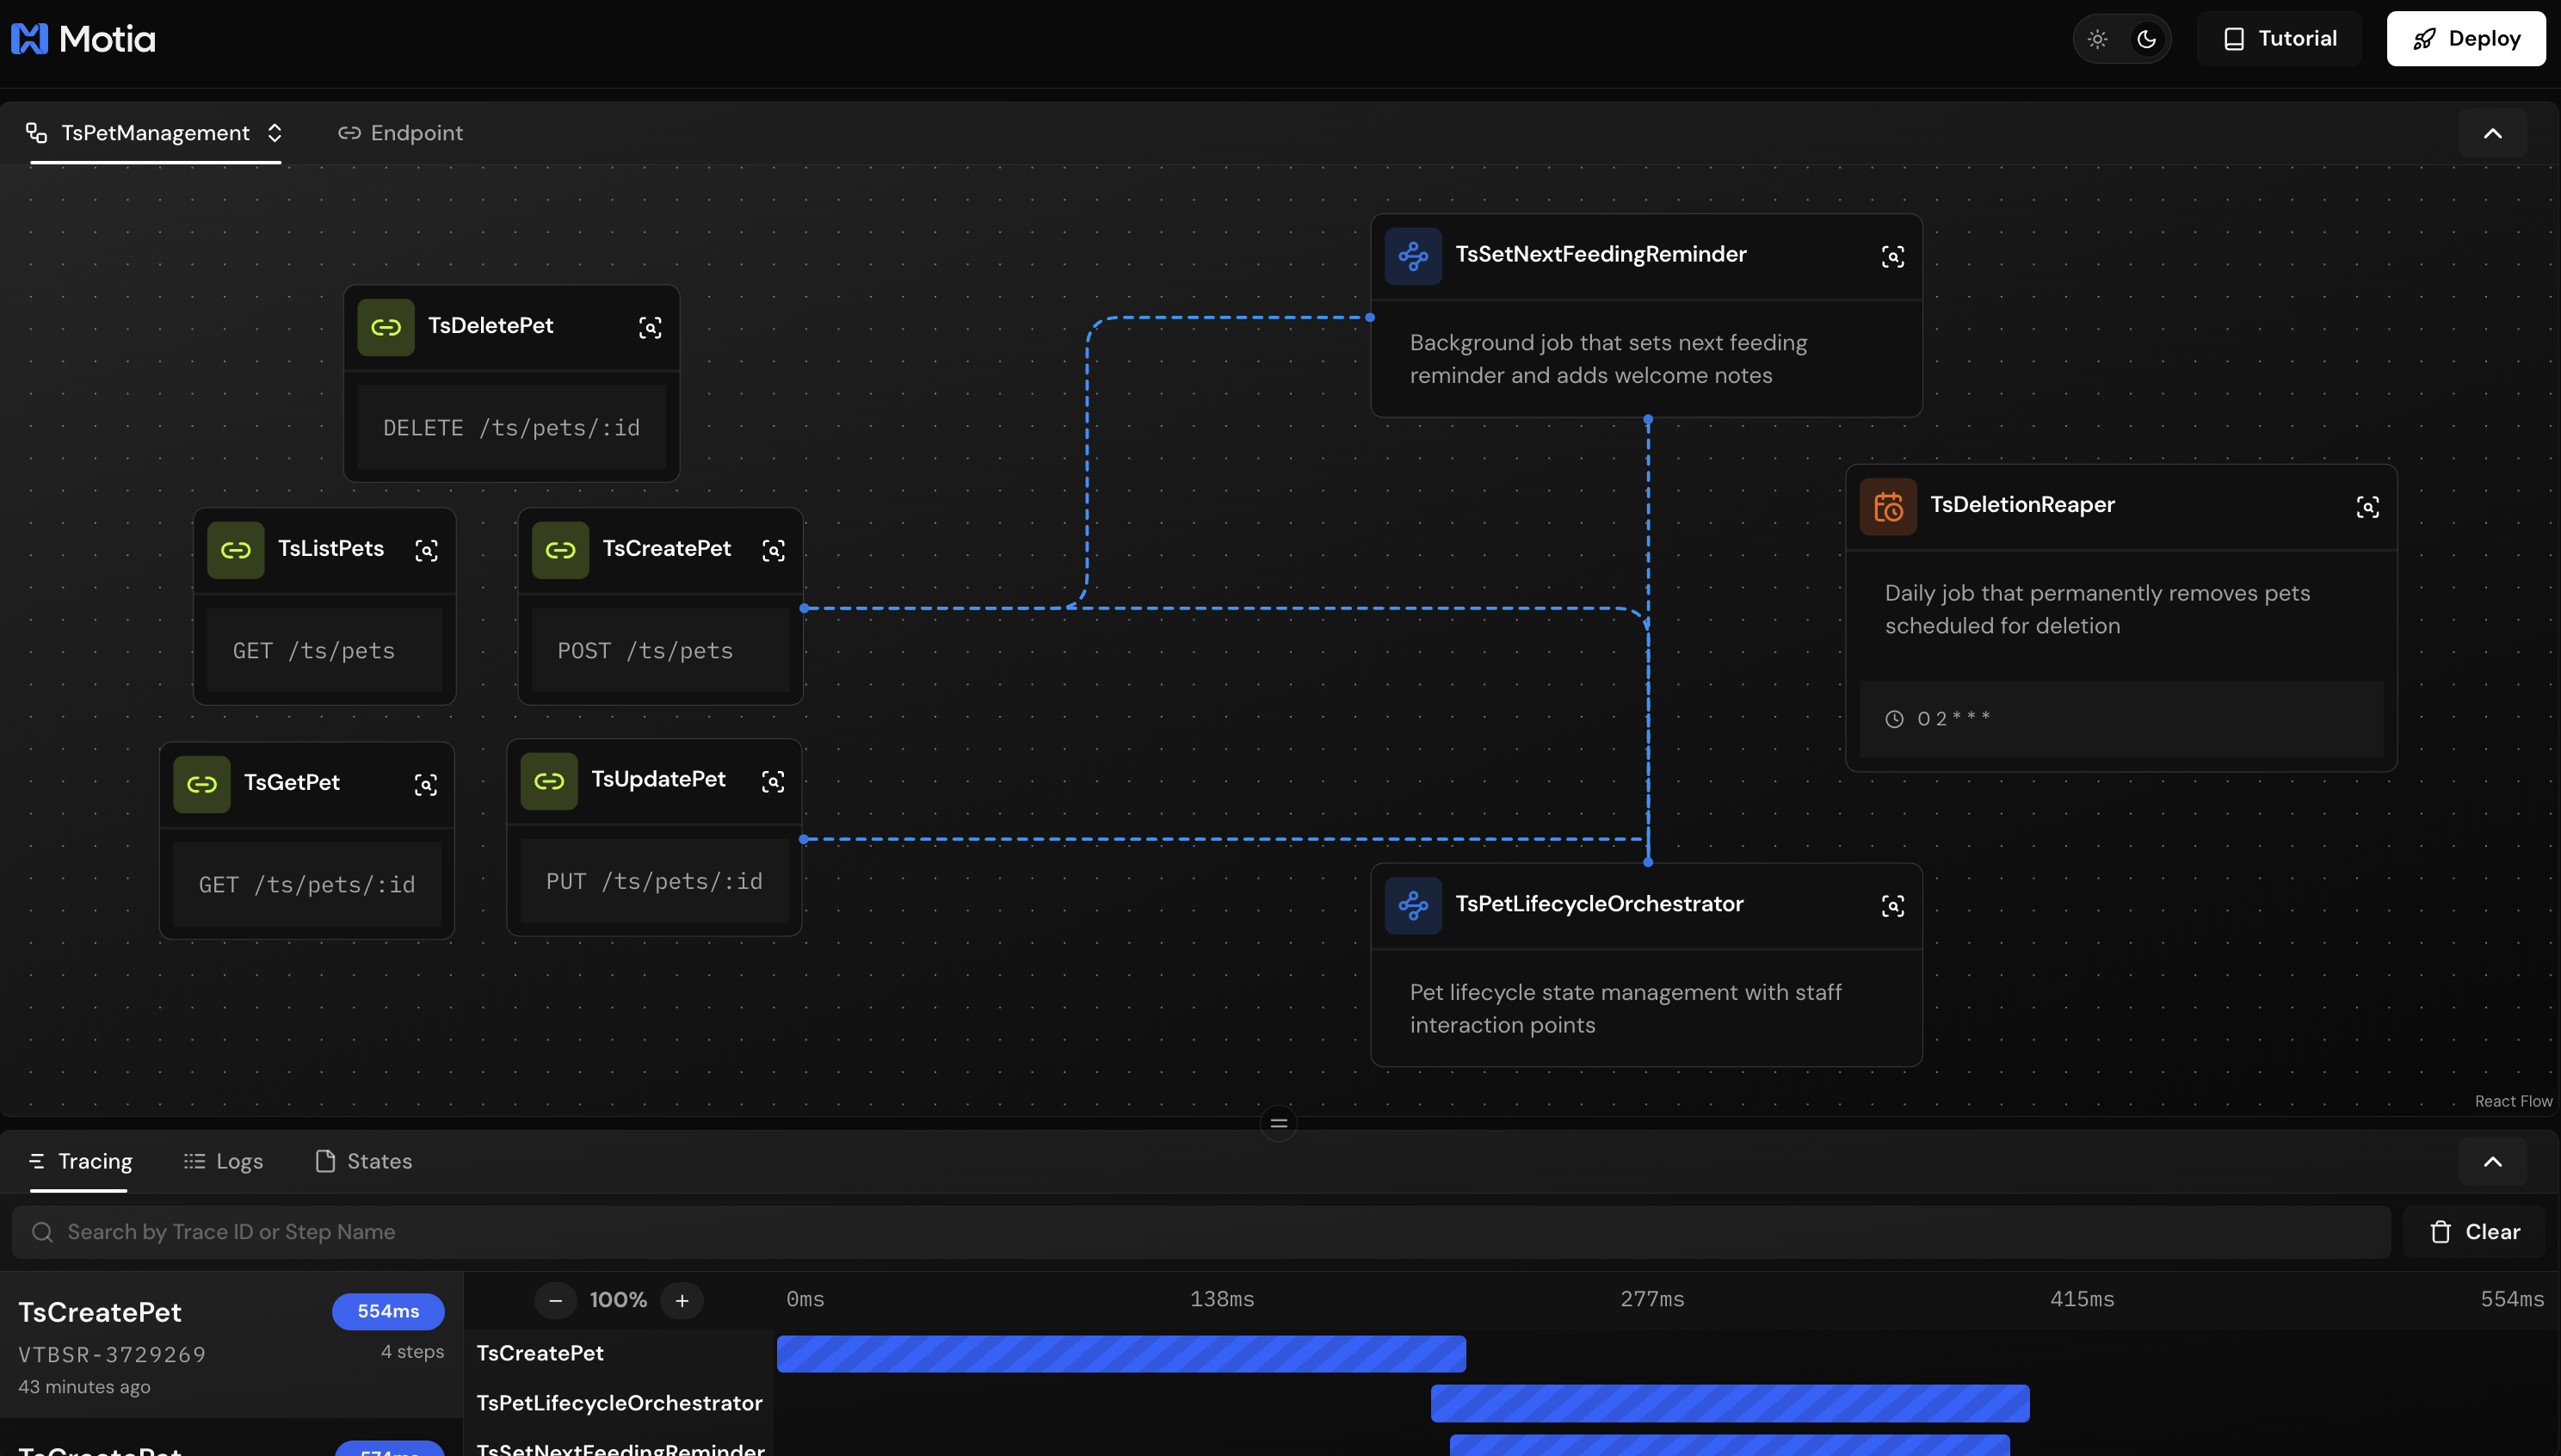 Motia
Tutorial
Deploy
TsPetManagement
Endpoint
TsSetNextFeedingReminder
Background job that sets next feeding
reminder and adds welcome notes
TsDeletePet
DELETE /ts/pets/:id
TsDeletionReaper
Daily job that permanently removes pets
scheduled for deletion
0 2 * * *
TsListPets
GET /ts/pets
TsCreatePet
POST /ts/pets
TsGetPet
GET /ts/pets/:id
TsUpdatePet
PUT /ts/pets/:id
TsPetLifecycleOrchestrator
Pet lifecycle state management with staff
interaction points
React Flow
Tracing
Logs
States
Search by Trace ID or Step Name
Clear
TsCreatePet
554ms
VTBSR-3729269
4 steps
43 minutes ago
TsCreatePet
574ms
100%
0ms
138ms
277ms
415ms
554ms
TsCreatePet
TsPetLifecycleOrchestrator
TsSetNextFeedingReminder